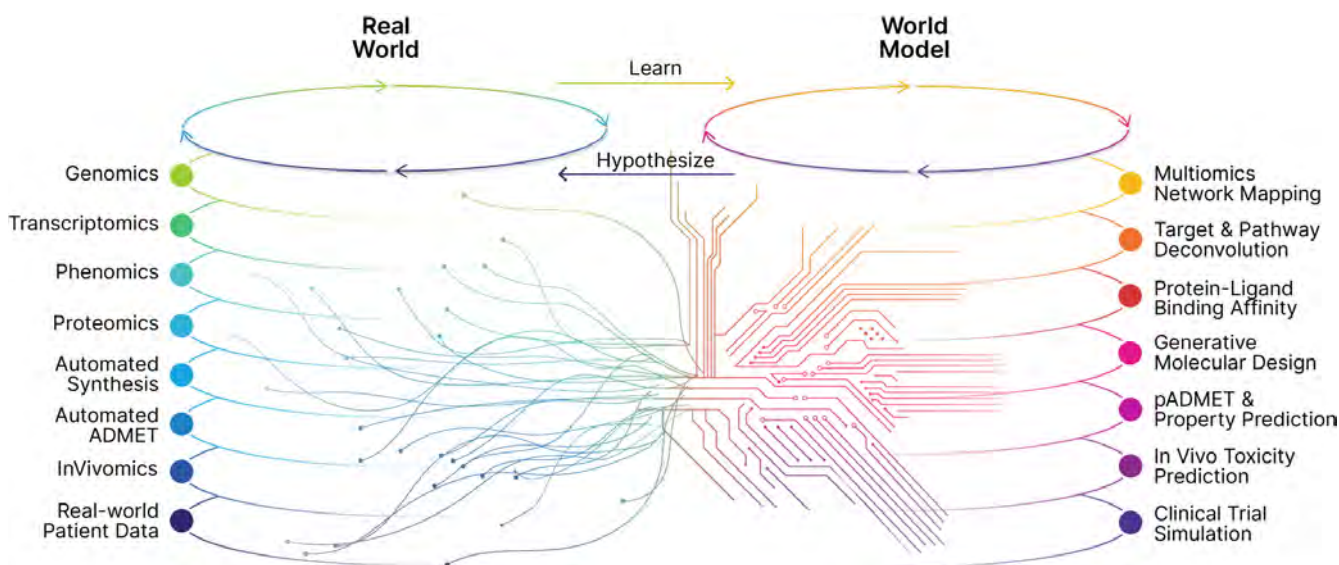 Real
World
World
Model
Learn
Hypothesize
Genomics
Transcriptomics
Phenomics
Proteomics
Automated
Synthesis
Automated
ADMET
InVivomics
Real-world
Patient Data
Multiomics
Network Mapping
Target & Pathway
Deconvolution
Protein-Ligand
Binding Affinity
Generative
Molecular Design
pADMET &
Property Prediction
In Vivo Toxicity
Prediction
Clinical Trial
Simulation